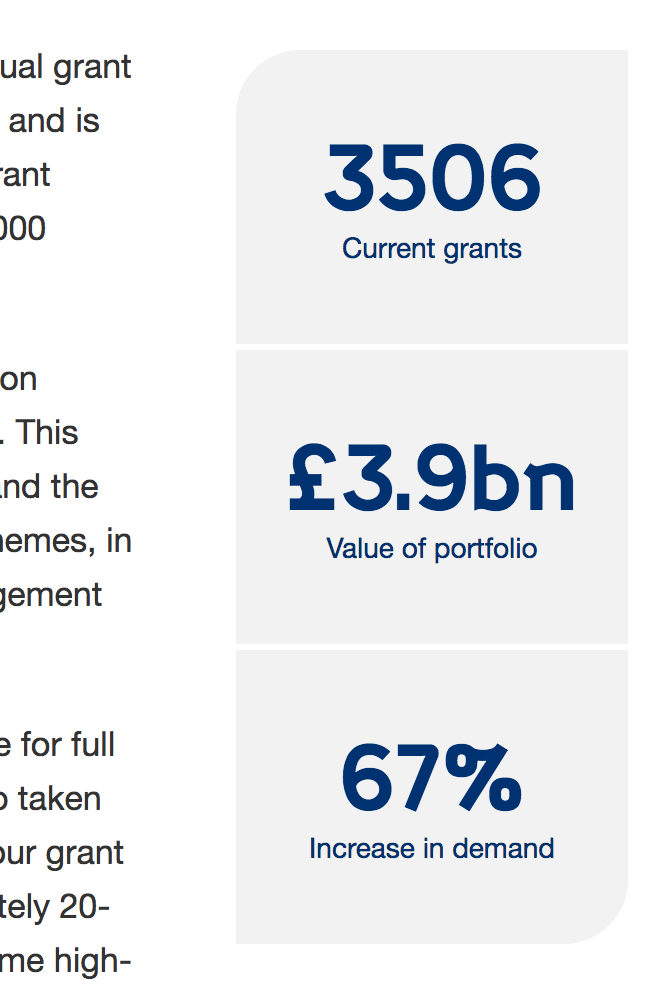 ual grant
and is
rant
000
on
. This
and the
hemes, in
gement
e for full
o taken
our grant
tely 20-
me high-
3506
Current grants
£3.9bn
Value of portfolio
67%
Increase in demand